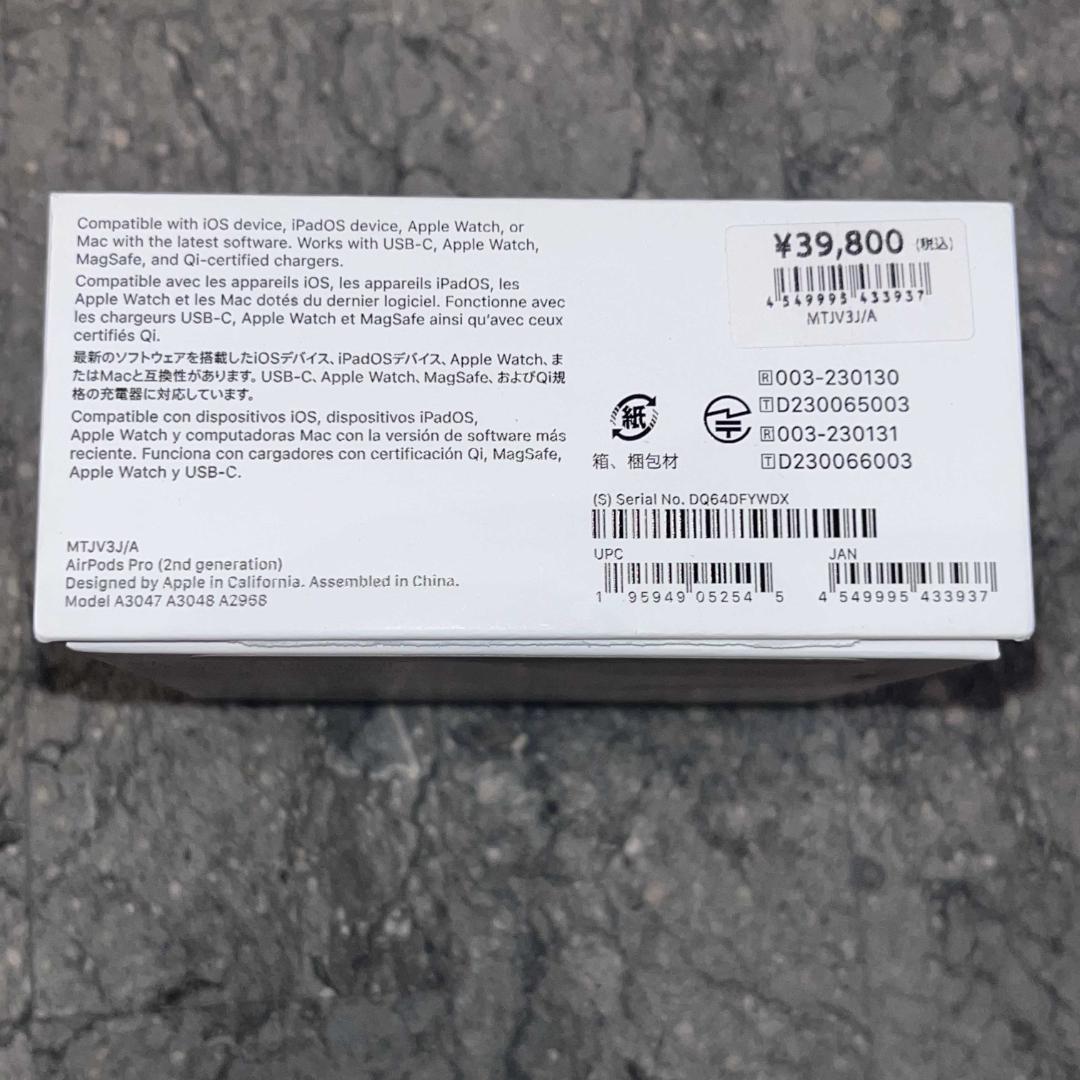 Compatible with iOS device, iPadOS device, Apple Watch, or
Mac with the latest software. Works with USB-C, Apple Watch,
MagSafe, and Qi-certified chargers.
Compatible avec les appareils iOS, les appareils iPadOS, les
Apple Watch et les Mac dotés du dernier logiciel. Fonctionne avec
les chargeurs USB-C, Apple Watch et MagSafe ainsi qu'avec ceux
certifiés Qi.
最新のソフトウェアを搭載したiOSデバイス、iPadOSデバイス、Apple Watch、ま
たはMacと互換性があります。USB-C、Apple Watch、MagSafe、およびQi規
格の充電器に対応しています。
Compatible con dispositivos iOS, dispositivos iPadOS,
Apple Watch y computadoras Mac con la versión de software más
reciente. Funciona con cargadores con certificación Qi, MagSafe,
Apple Watch y USB-C.
MTJV3J/A
AirPods Pro (2nd generation)
Designed by Apple in California. Assembled in China.
Model A3047 A3048 A2968
¥39,800 (税込)
4 549995 433937
MTJV3J/A
R 003-230130
T D230065003
R 003-230131
T D230066003
紙
箱、梱包材
(S) Serial No. DQ64DFYWDX
UPC
1 95949 05254 5
JAN
4 549995 433937